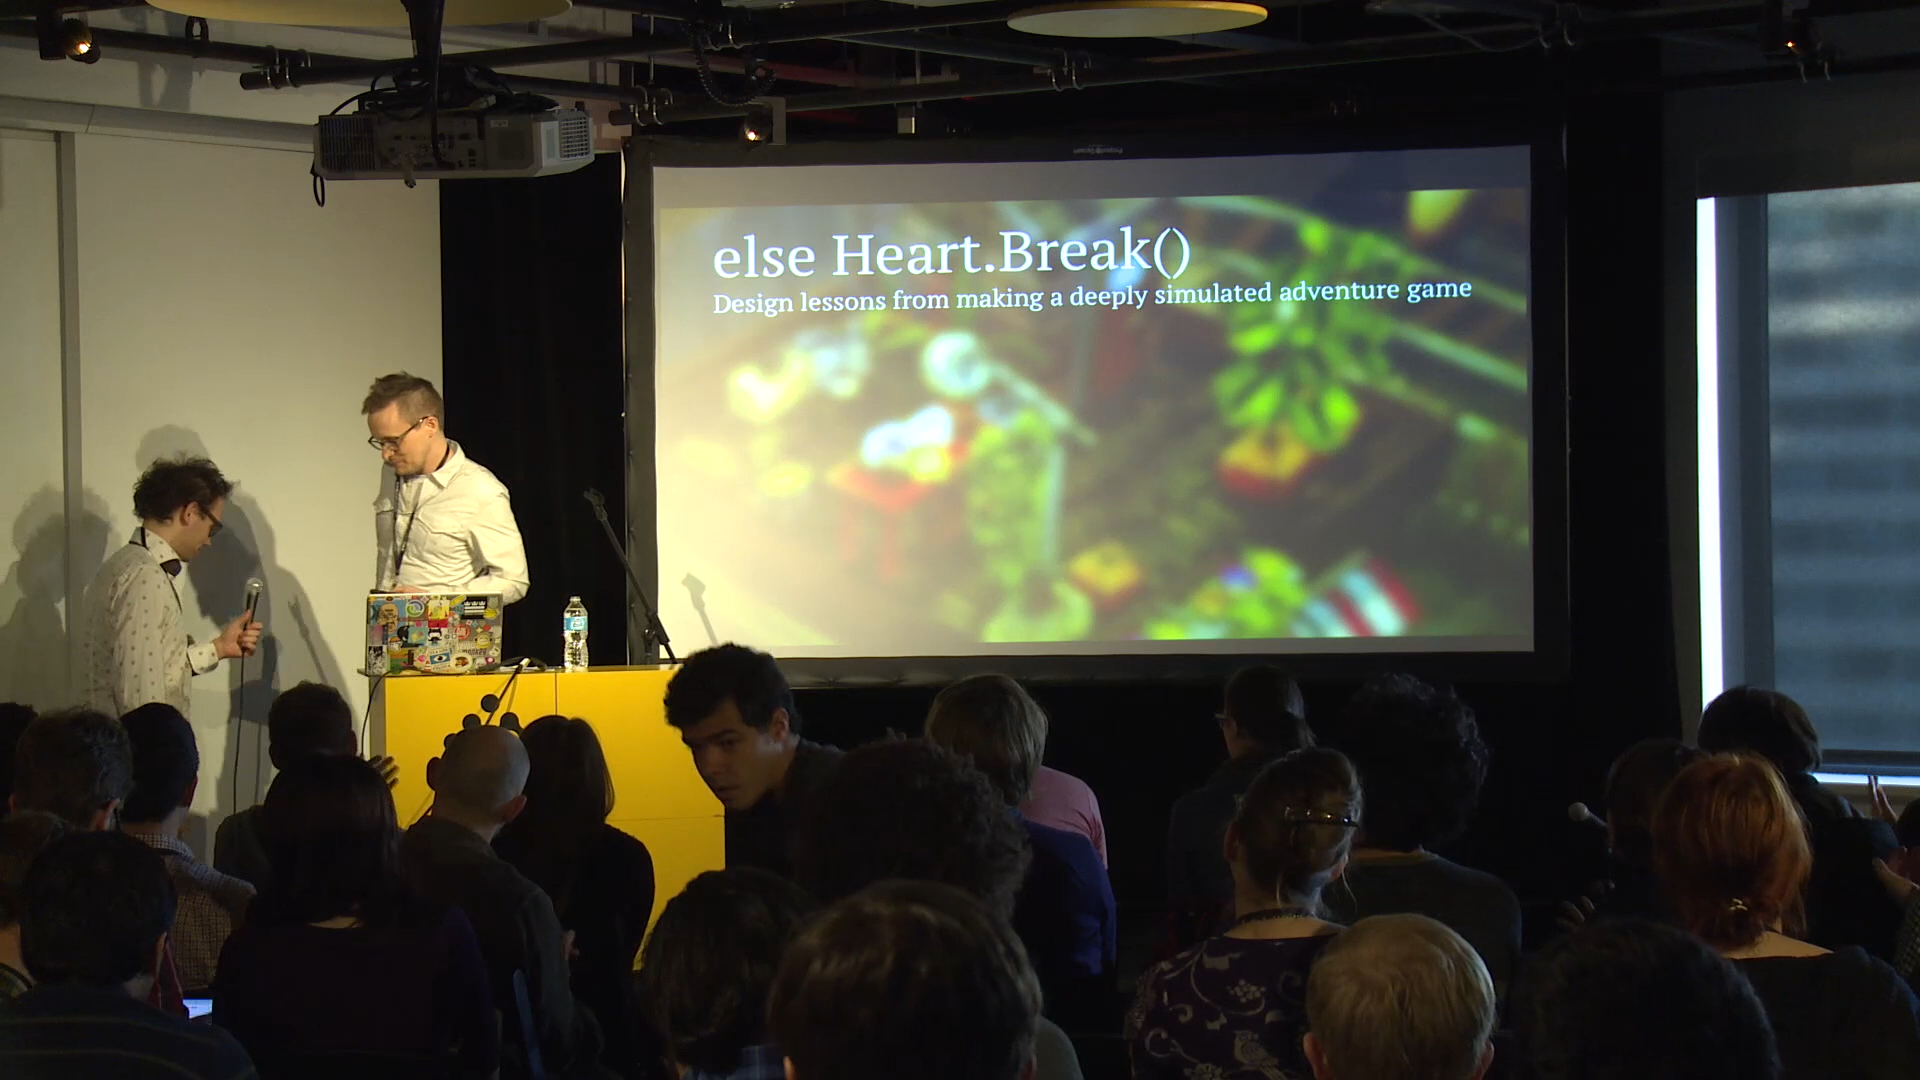 else Heart.Break()
Design lessons from making a deeply simulated adventure game